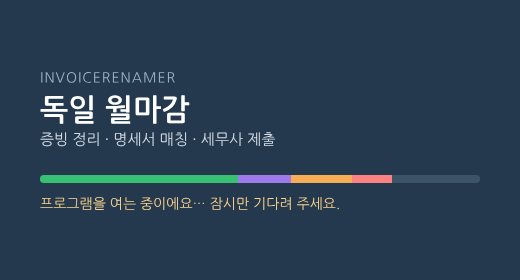 INVOICERENAMER
독일 월마감
증빙 정리 · 명세서 매칭 · 세무사 제출
프로그램을 여는 중이에요… 잠시만 기다려 주세요.